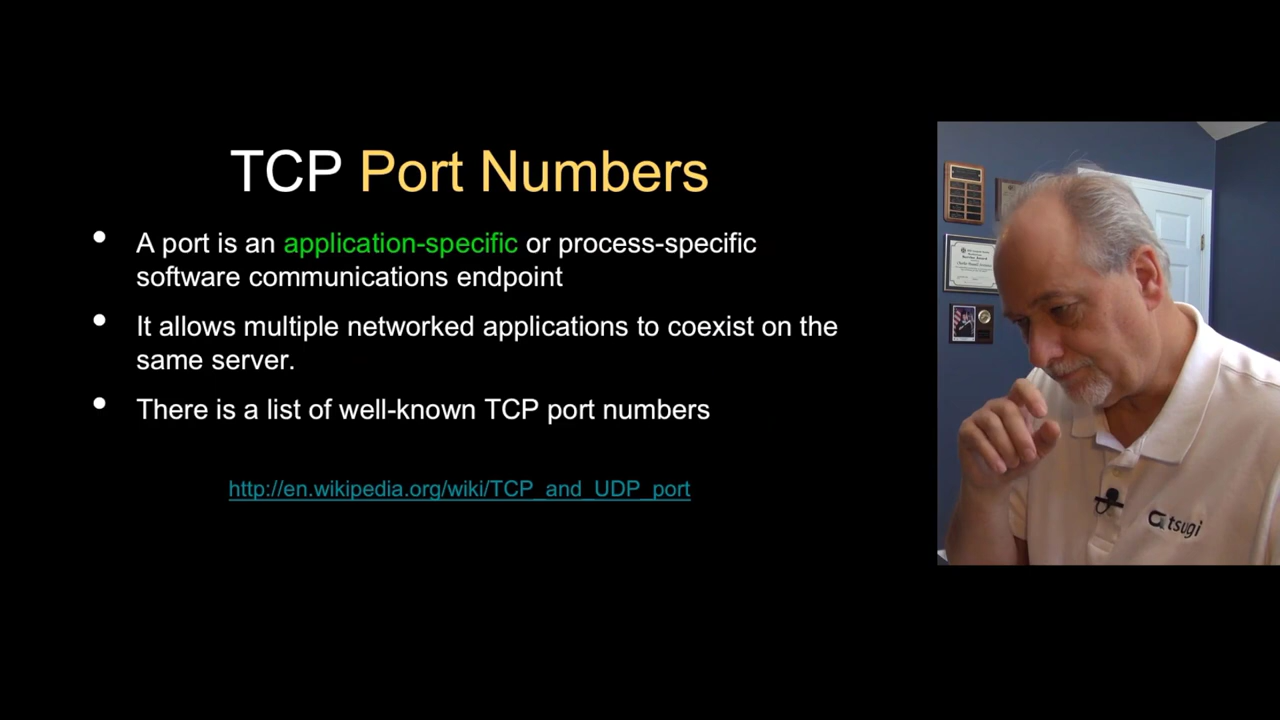 TCP Port Numbers
• A port is an application-specific or process-specific
software communications endpoint
• It allows multiple networked applications to coexist on the
same server.
• There is a list of well-known TCP port numbers
http://en.wikipedia.org/wiki/TCP_and_UDP_port
tsugi